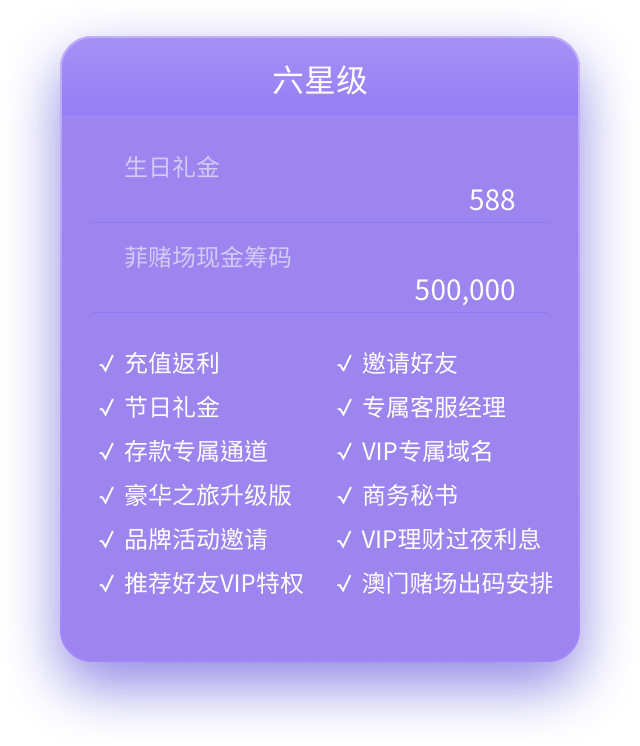 六星级
生日礼金
588
菲赌场现金筹码
500,000
✓ 充值返利
✓ 邀请好友
✓ 节日礼金
✓ 专属客服经理
✓ 存款专属通道
✓ VIP专属域名
✓ 豪华之旅升级版
✓ 商务秘书
✓ 品牌活动邀请
✓ VIP理财过夜利息
✓ 推荐好友VIP特权
✓ 澳门赌场出码安排